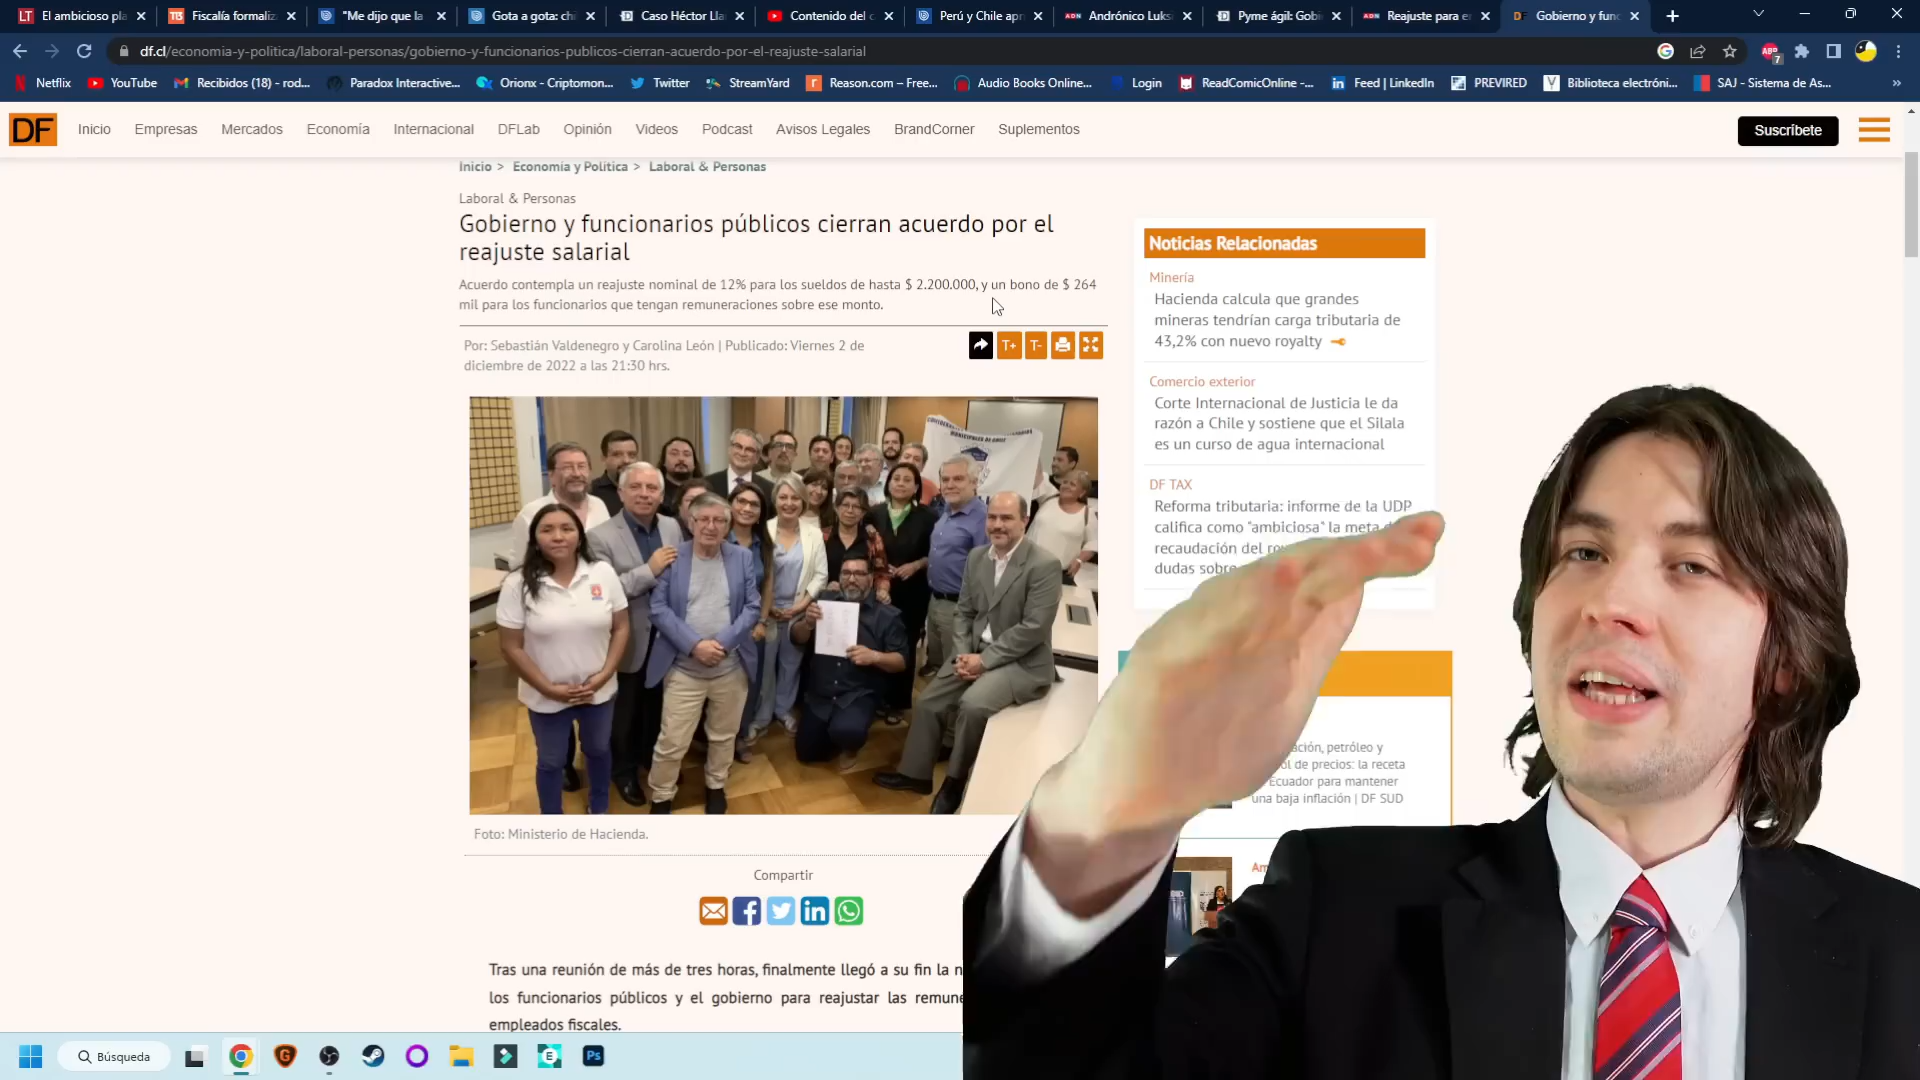 El ambicioso pla
Fiscalía formaliz
"Me dijo que la
Gota a gota: chi
Caso Héctor Lla
Contenido del c
Perú y Chile apr
Andrónico Luksi
Pyme ágil: Gobi
Reajuste para e
Gobierno y func
df.cl/economia-y-politica/laboral-personas/gobierno-y-funcionarios-publicos-cierran-acuerdo-por-el-reajuste-salarial
Netflix
YouTube
Recibidos (18) - rod...
Paradox Interactive...
Orionx - Criptomon...
Twitter
StreamYard
Reason.com – Free...
Audio Books Online...
Login
ReadComicOnline -...
Feed | LinkedIn
PREVIRED
Biblioteca electróni...
SAJ - Sistema de As...
DF
Inicio
Empresas
Mercados
Economía
Internacional
DFLab
Opinión
Videos
Podcast
Avisos Legales
BrandCorner
Suplementos
Suscríbete
Inicio > Economía y Política > Laboral & Personas
Laboral & Personas
Gobierno y funcionarios públicos cierran acuerdo por el
reajuste salarial
Acuerdo contempla un reajuste nominal de 12% para los sueldos de hasta $ 2.200.000, y un bono de $ 264
mil para los funcionarios que tengan remuneraciones sobre ese monto.
Por: Sebastián Valdenegro y Carolina León | Publicado: Viernes 2 de
diciembre de 2022 a las 21:30 hrs.
T+
T-
MUNICIPALES DE CHILE
Foto: Ministerio de Hacienda.
Compartir
Tras una reunión de más de tres horas, finalmente llegó a su fin la n
los funcionarios públicos y el gobierno para reajustar las remune
empleados fiscales.
Noticias Relacionadas
Minería
Hacienda calcula que grandes
mineras tendrían carga tributaria de
43,2% con nuevo royalty
Comercio exterior
Corte Internacional de Justicia le da
razón a Chile y sostiene que el Silala
es un curso de agua internacional
DF TAX
Reforma tributaria: informe de la UDP
califica como "ambiciosa" la meta d
recaudación del
dudas sobre
ación, petróleo y
ol de precios: la receta
Ecuador para mantener
una baja inflación | DF SUD
Am
Búsqueda